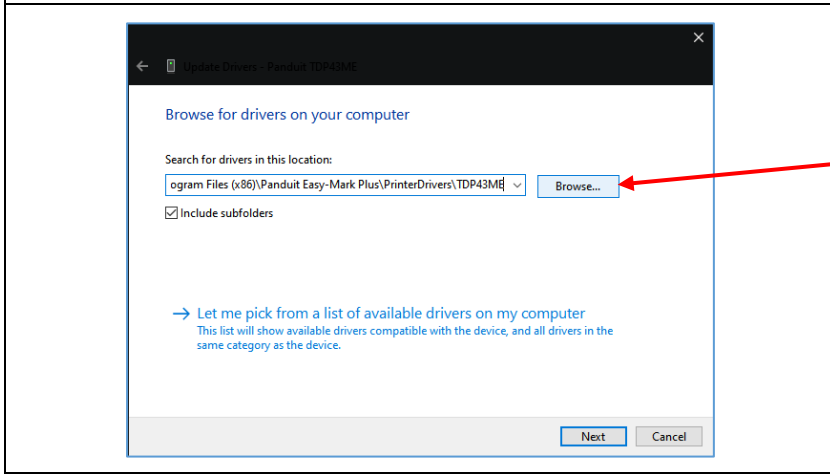 Update Drivers - Panduit TDP43ME
Browse for drivers on your computer
Search for drivers in this location:
ogram Files (x86)\Panduit Easy-Mark Plus\PrinterDrivers\TDP43ME
Browse...
Include subfolders
Let me pick from a list of available drivers on my computer
This list will show available drivers compatible with the device, and all drivers in the
same category as the device.
Next
Cancel